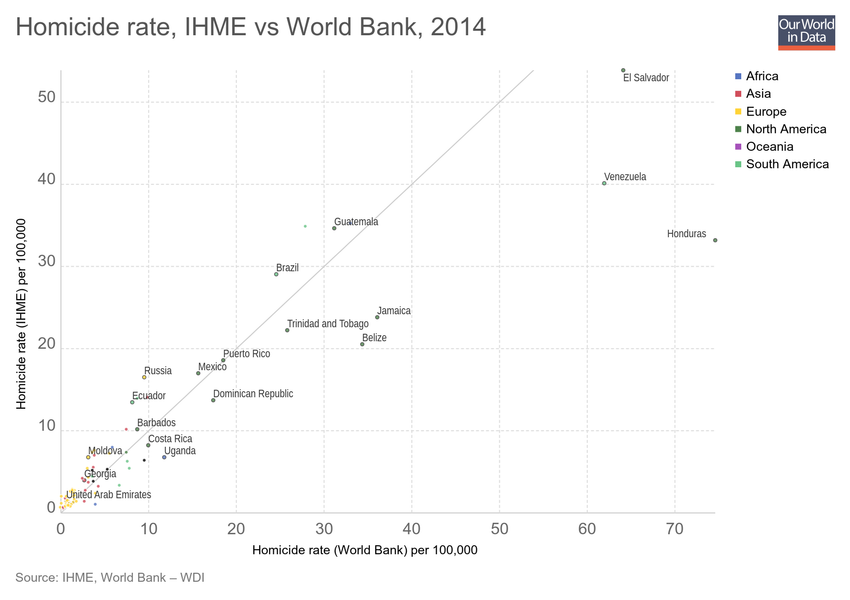 Homicide rate, IHME vs World Bank, 2014
Our World
in Data
Africa
Asia
Europe
North America
Oceania
South America
Homicide rate (IHME) per 100,000
50
40
30
20
10
0
El Salvador
Venezuela
Guatemala
Honduras
Brazil
Jamaica
Trinidad and Tobago
Belize
Puerto Rico
Mexico
Russia
Dominican Republic
Ecuador
Barbados
Costa Rica
Moldova
Uganda
Georgia
United Arab Emirates
0
10
20
30
40
50
60
70
Homicide rate (World Bank) per 100,000
Source: IHME, World Bank – WDI